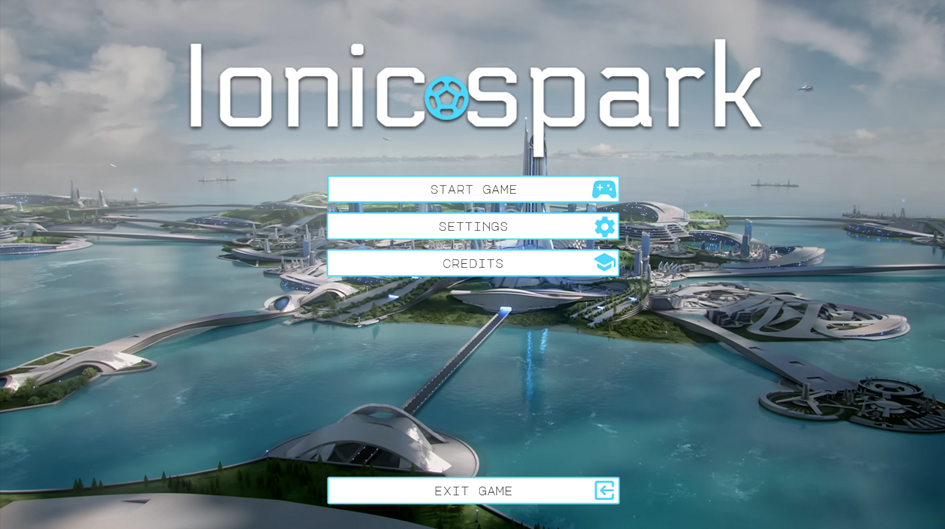 Ionic spark
START GAME
SETTINGS
CREDITS
EXIT GAME